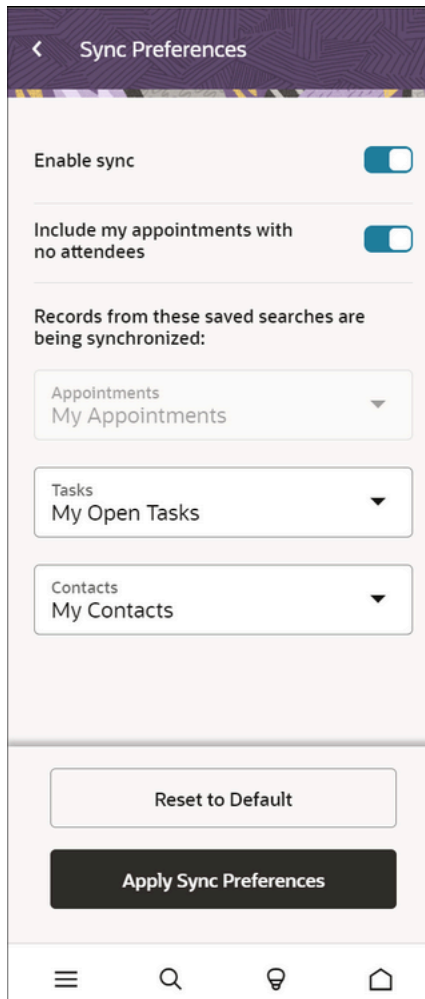 Sync Preferences
Enable sync
Include my appointments with
no attendees
Records from these saved searches are
being synchronized:
Appointments
My Appointments
Tasks
My Open Tasks
Contacts
My Contacts
Reset to Default
Apply Sync Preferences